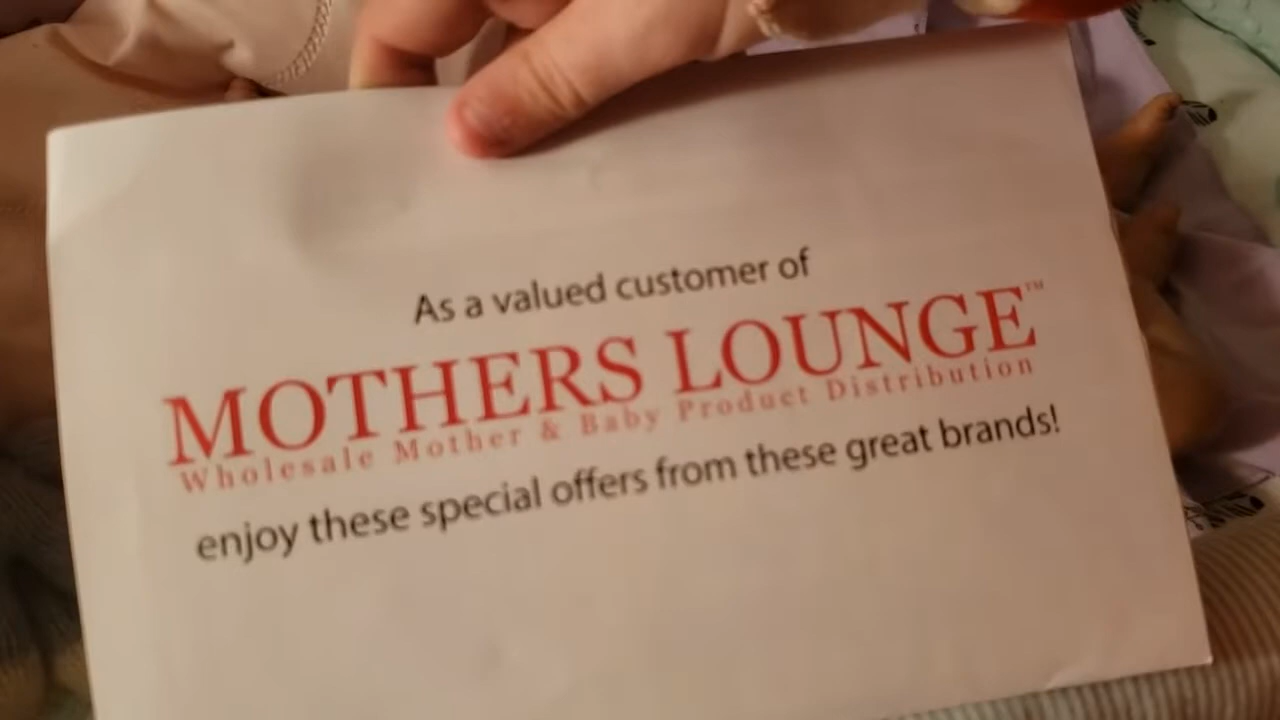 As a valued customer of
MOTHERS LOUNGE™
Wholesale Mother & Baby Product Distribution
enjoy these special offers from these great brands!